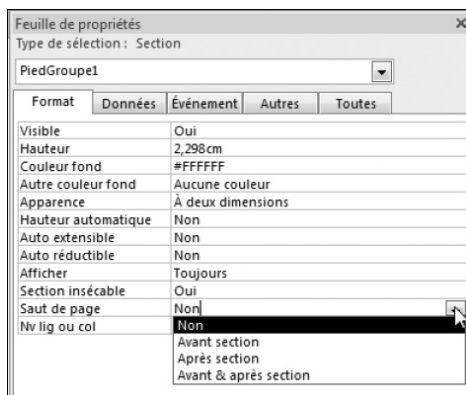 Feuille de propriétés x
Type de sélection : Section
PiedGroupe1
Format Données Événement Autres Toutes
Visible Oui
Hauteur 2,298cm
Couleur fond #FFFFFF
Autre couleur fond Aucune couleur
Apparence À deux dimensions
Hauteur automatique Non
Auto extensible Non
Auto réductible Non
Afficher Toujours
Section insécable Oui
Saut de page Non
Nv lig ou col Non
Avant section
Après section
Avant & après section